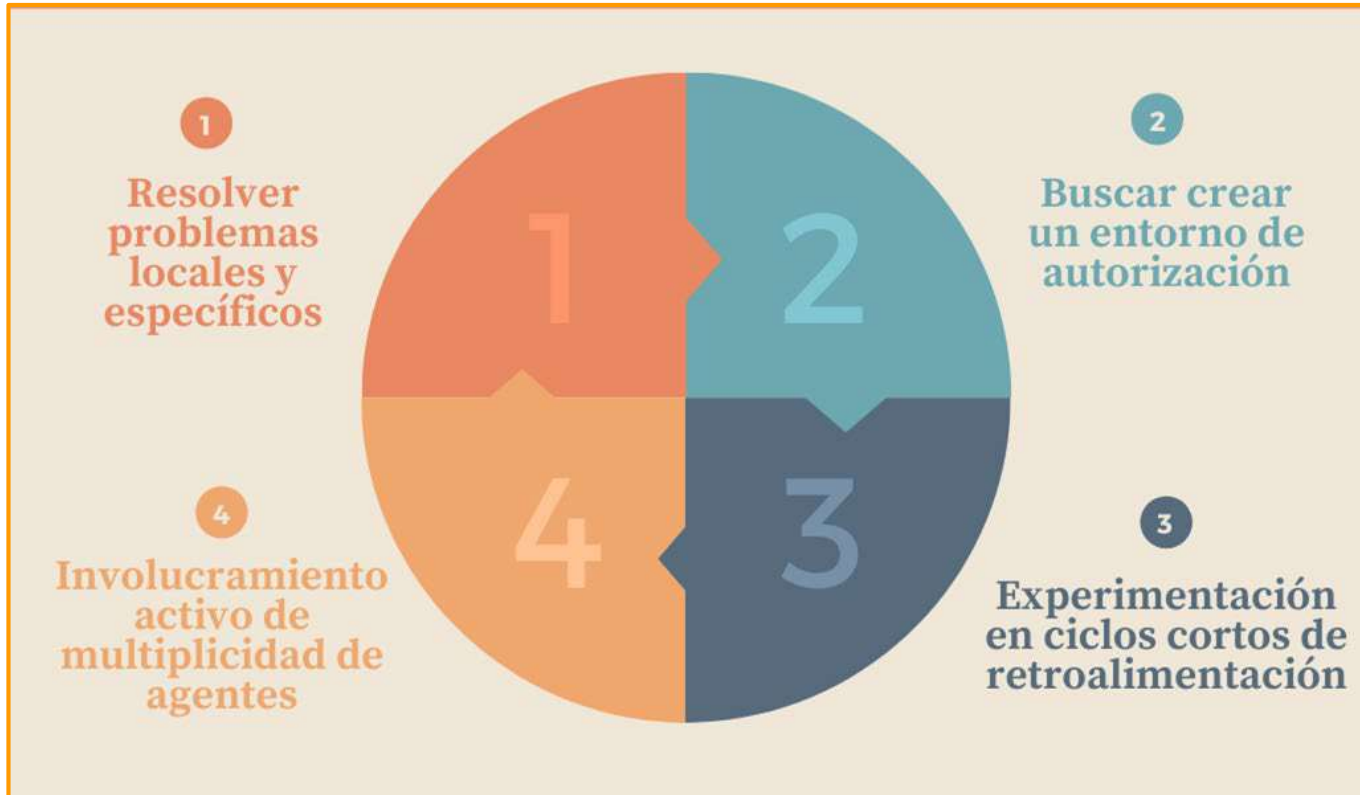 1
Resolver
problemas
locales y
específicos
2
Buscar crear
un entorno de
autorización
1
2
4
3
4
Involucramiento
activo de
multiplicidad de
agentes
3
Experimentación
en ciclos cortos de
retroalimentación